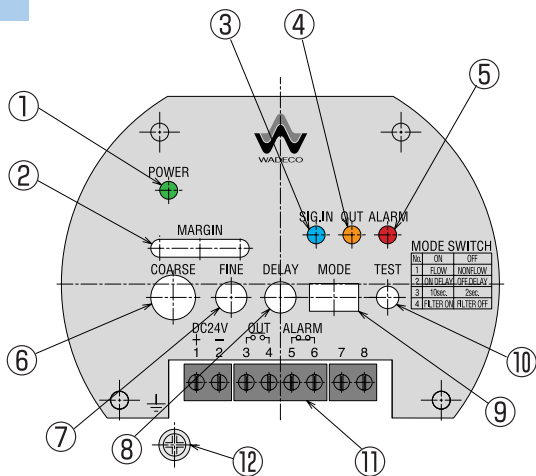 ③ ④ ⑤
①
②
WADECO
POWER
SIG.IN OUT ALARM
MARGIN
MODE SWITCH
No. ON OFF
1 FLOW NONFLOW
2 ON DELAY OFF DELAY
3 10sec. 2sec.
4 FILTER ON FILTER OFF
COARSE FINE DELAY MODE TEST
⑥
⑩
DC24V OUT ALARM
+ −
1 2 3 4 5 6 7 8
⑨
⑦ ⑧ ⑫ ⑪